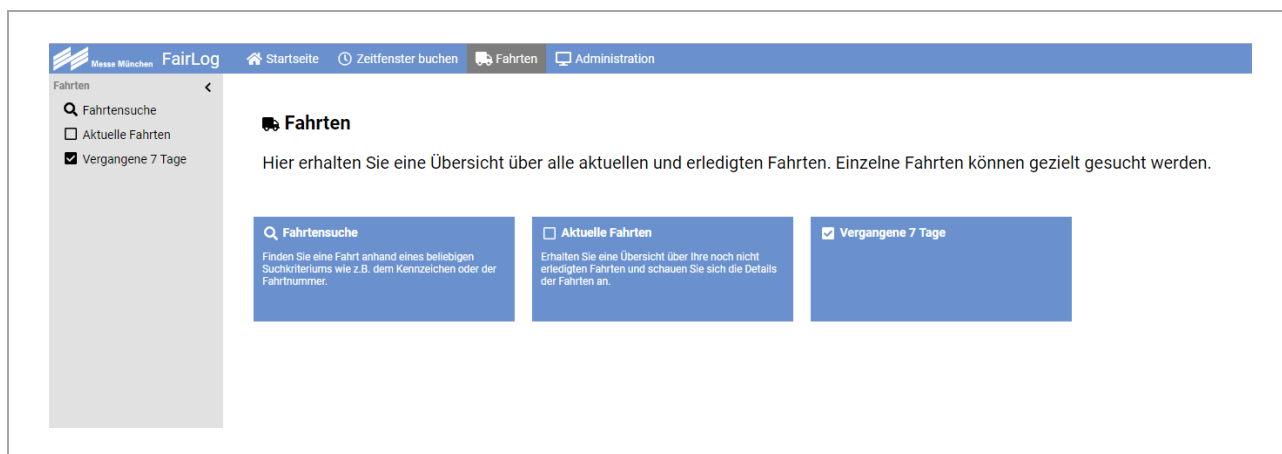 Messe München FairLog Startseite Zeitfenster buchen Fahrten Administration
Fahrten
Fahrtensuche
Aktuelle Fahrten
Vergangene 7 Tage
Fahrten
Hier erhalten Sie eine Übersicht über alle aktuellen und erledigten Fahrten. Einzelne Fahrten können gezielt gesucht werden.
Fahrtensuche
Finden Sie eine Fahrt anhand eines beliebigen
Suchkriteriums wie z.B. dem Kennzeichen oder der
Fahrtnummer.
Aktuelle Fahrten
Erhalten Sie eine Übersicht über Ihre noch nicht
erledigten Fahrten und schauen Sie sich die Details
der Fahrten an.
Vergangene 7 Tage